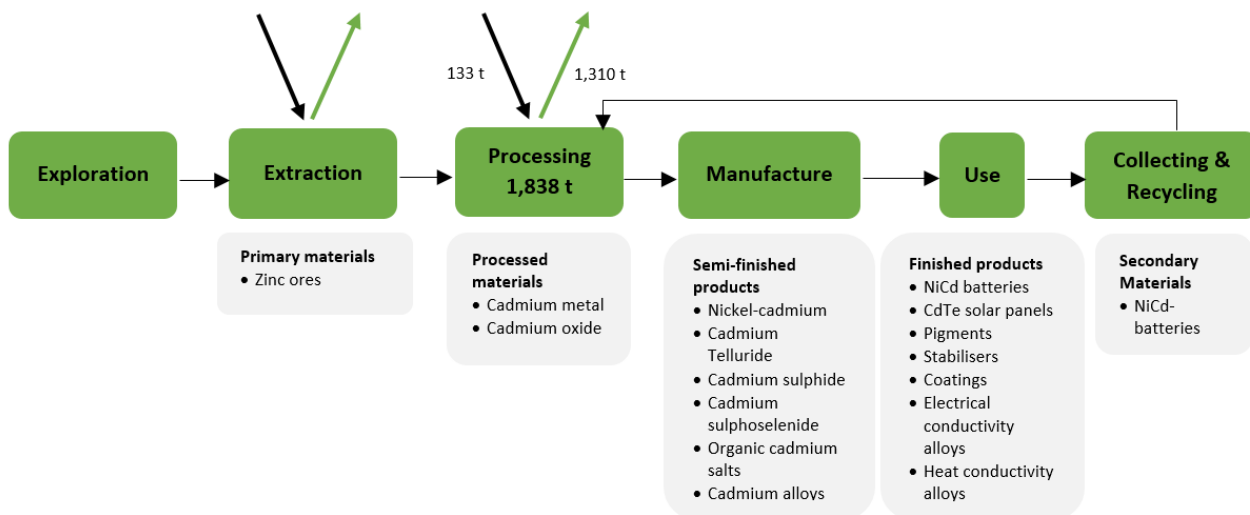 133 t
1,310 t
Exploration
Extraction
Processing
1,838 t
Manufacture
Use
Collecting &
Recycling
Primary materials
• Zinc ores
Processed
materials
• Cadmium metal
• Cadmium oxide
Semi-finished
products
• Nickel-cadmium
• Cadmium
Telluride
• Cadmium sulphide
• Cadmium
sulphoselenide
• Organic cadmium
salts
• Cadmium alloys
Finished products
• NiCd batteries
• CdTe solar panels
• Pigments
• Stabilisers
• Coatings
• Electrical
conductivity
alloys
• Heat conductivity
alloys
Secondary
Materials
• NiCd-
batteries